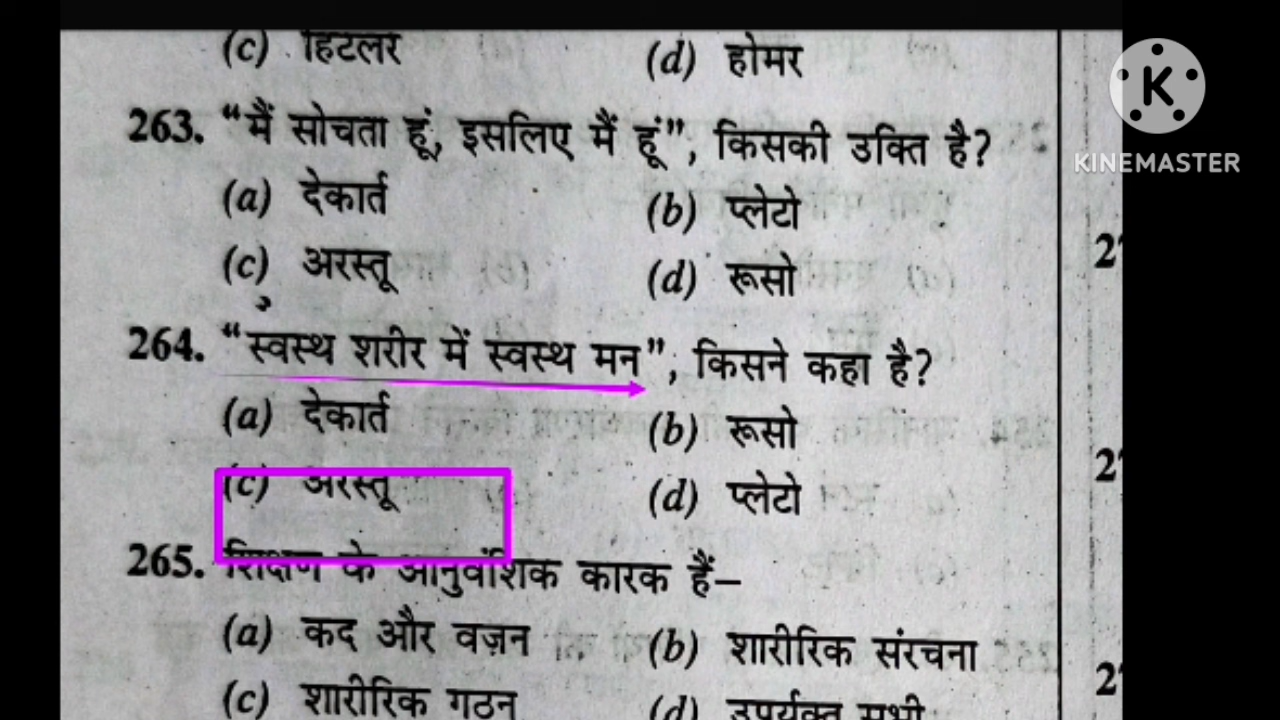 (c) हिटलर (d) होमर
K
KINEMASTER
263. “मैं सोचता हूं, इसलिए मैं हूं”, किसकी उक्ति है?
(a) देकार्त (b) प्लेटो
(c) अरस्तू (d) रूसो
264. “स्वस्थ शरीर में स्वस्थ मन”, किसने कहा है?
(a) देकार्त (b) रूसो
(c) अरस्तू (d) प्लेटो
265. शिक्षण के आनुवंशिक कारक हैं–
(a) कद और वज़न (b) शारीरिक संरचना
(c) शारीरिक गठन (d) उपर्युक्त सभी